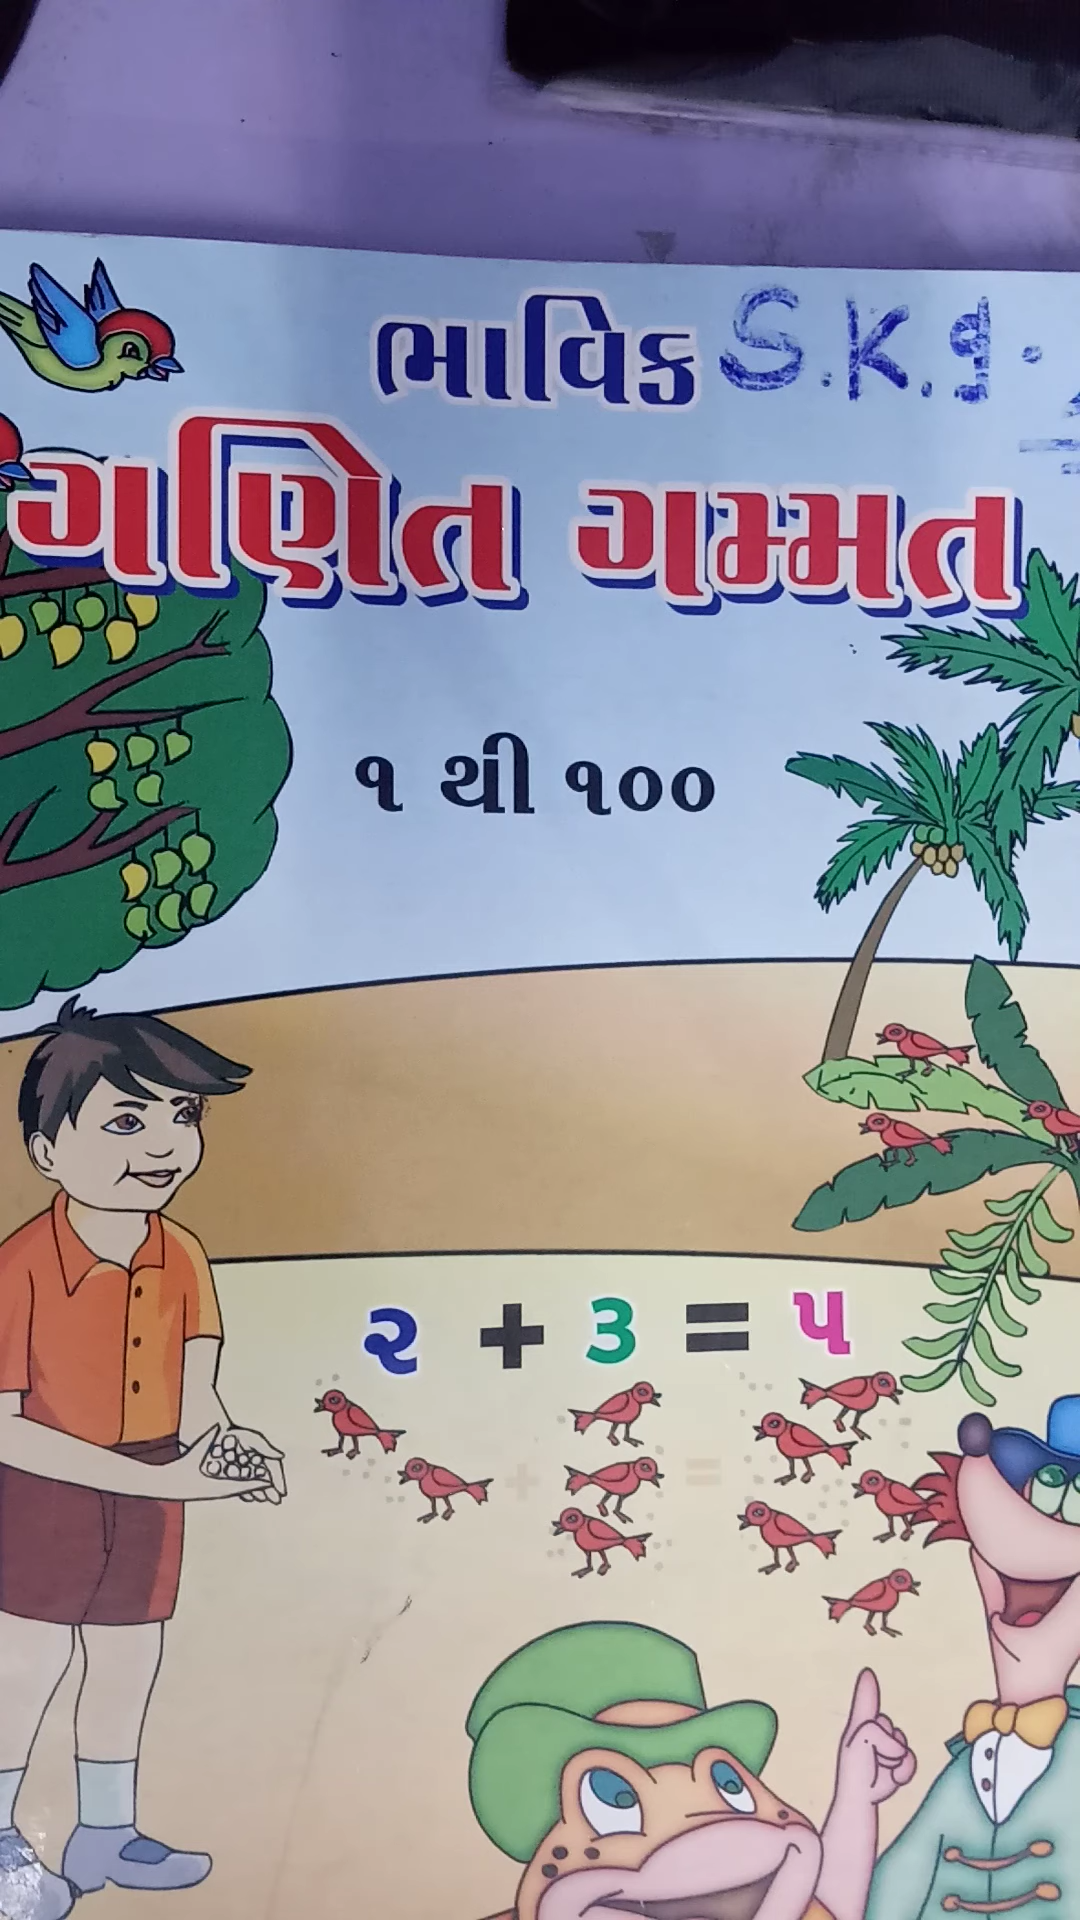 ભાવિક S.K.g.
ગણિત ગમ્મત
૧ થી ૧૦૦
૨ + ૩ = ૫